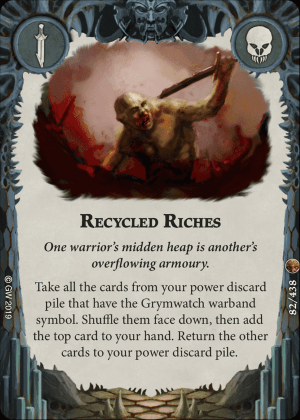 RECYCLED RICHES
One warrior's midden heap is another's
overflowing armoury.
Take all the cards from your power discard
pile that have the Grymwatch warband
symbol. Shuffle them face down, then add
the top card to your hand. Return the other
cards to your power discard pile.
© GW 2019
82/438